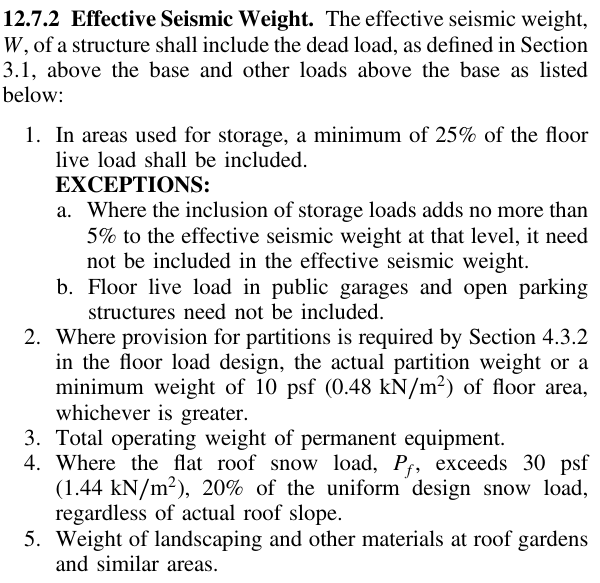 12.7.2 Effective Seismic Weight. The effective seismic weight,
W, of a structure shall include the dead load, as defined in Section
3.1, above the base and other loads above the base as listed
below:
1. In areas used for storage, a minimum of 25% of the floor
live load shall be included.
EXCEPTIONS:
a. Where the inclusion of storage loads adds no more than
5% to the effective seismic weight at that level, it need
not be included in the effective seismic weight.
b. Floor live load in public garages and open parking
structures need not be included.
2. Where provision for partitions is required by Section 4.3.2
in the floor load design, the actual partition weight or a
minimum weight of 10 psf (0.48 kN/m²) of floor area,
whichever is greater.
3. Total operating weight of permanent equipment.
4. Where the flat roof snow load, Pf, exceeds 30 psf
(1.44 kN/m²), 20% of the uniform design snow load,
regardless of actual roof slope.
5. Weight of landscaping and other materials at roof gardens
and similar areas.